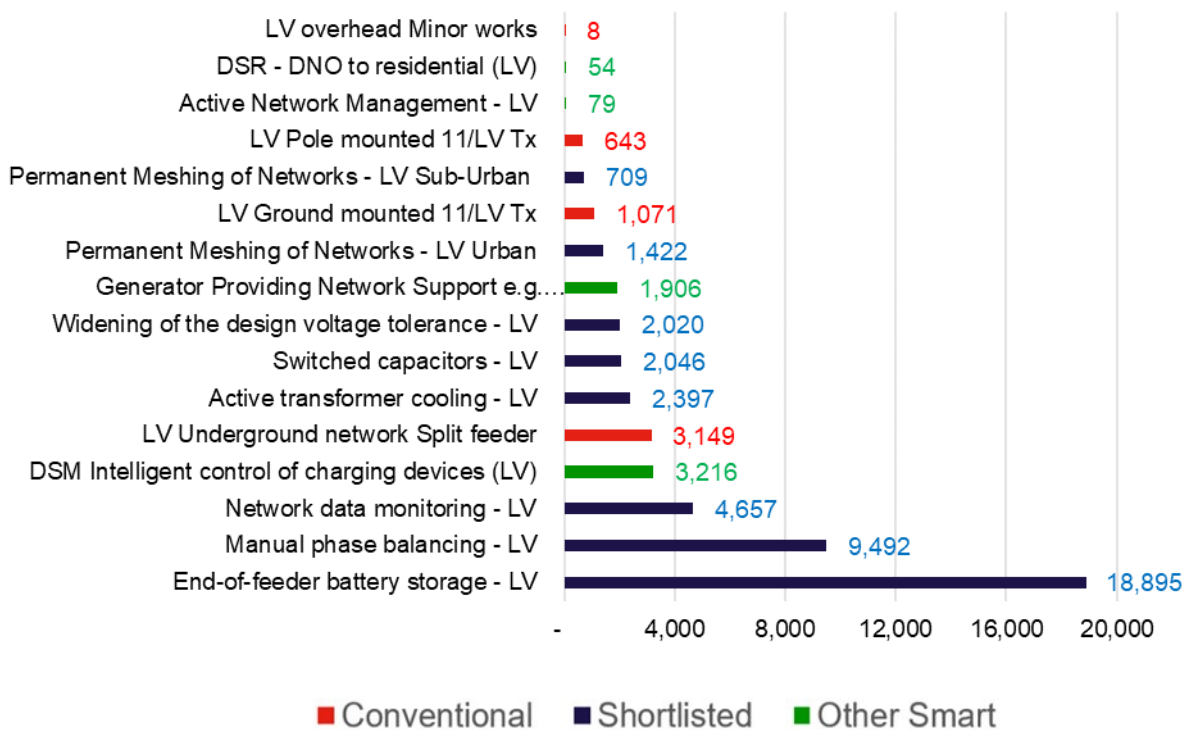 LV overhead Minor works 8
DSR - DNO to residential (LV) 54
Active Network Management - LV 79
LV Pole mounted 11/LV Tx 643
Permanent Meshing of Networks - LV Sub-Urban 709
LV Ground mounted 11/LV Tx 1,071
Permanent Meshing of Networks - LV Urban 1,422
Generator Providing Network Support e.g.… 1,906
Widening of the design voltage tolerance - LV 2,020
Switched capacitors - LV 2,046
Active transformer cooling - LV 2,397
LV Underground network Split feeder 3,149
DSM Intelligent control of charging devices (LV) 3,216
Network data monitoring - LV 4,657
Manual phase balancing - LV 9,492
End-of-feeder battery storage - LV 18,895
- 4,000 8,000 12,000 16,000 20,000
Conventional Shortlisted Other Smart